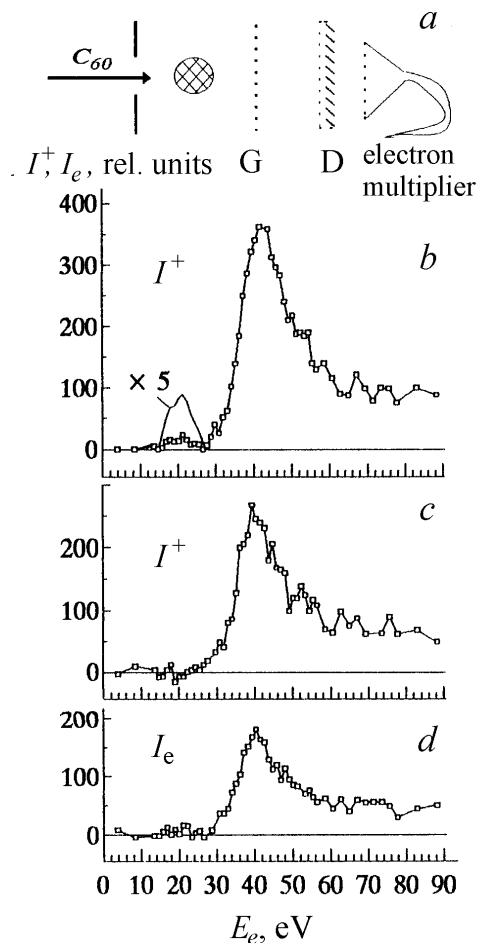 a
C60
I+, Ie, rel. units G D electron
multiplier
400
b
I+
300
200
× 5
100
0
c
I+
200
100
0
200
d
Ie
100
0
0 10 20 30 40 50 60 70 80 90
Ee, eV